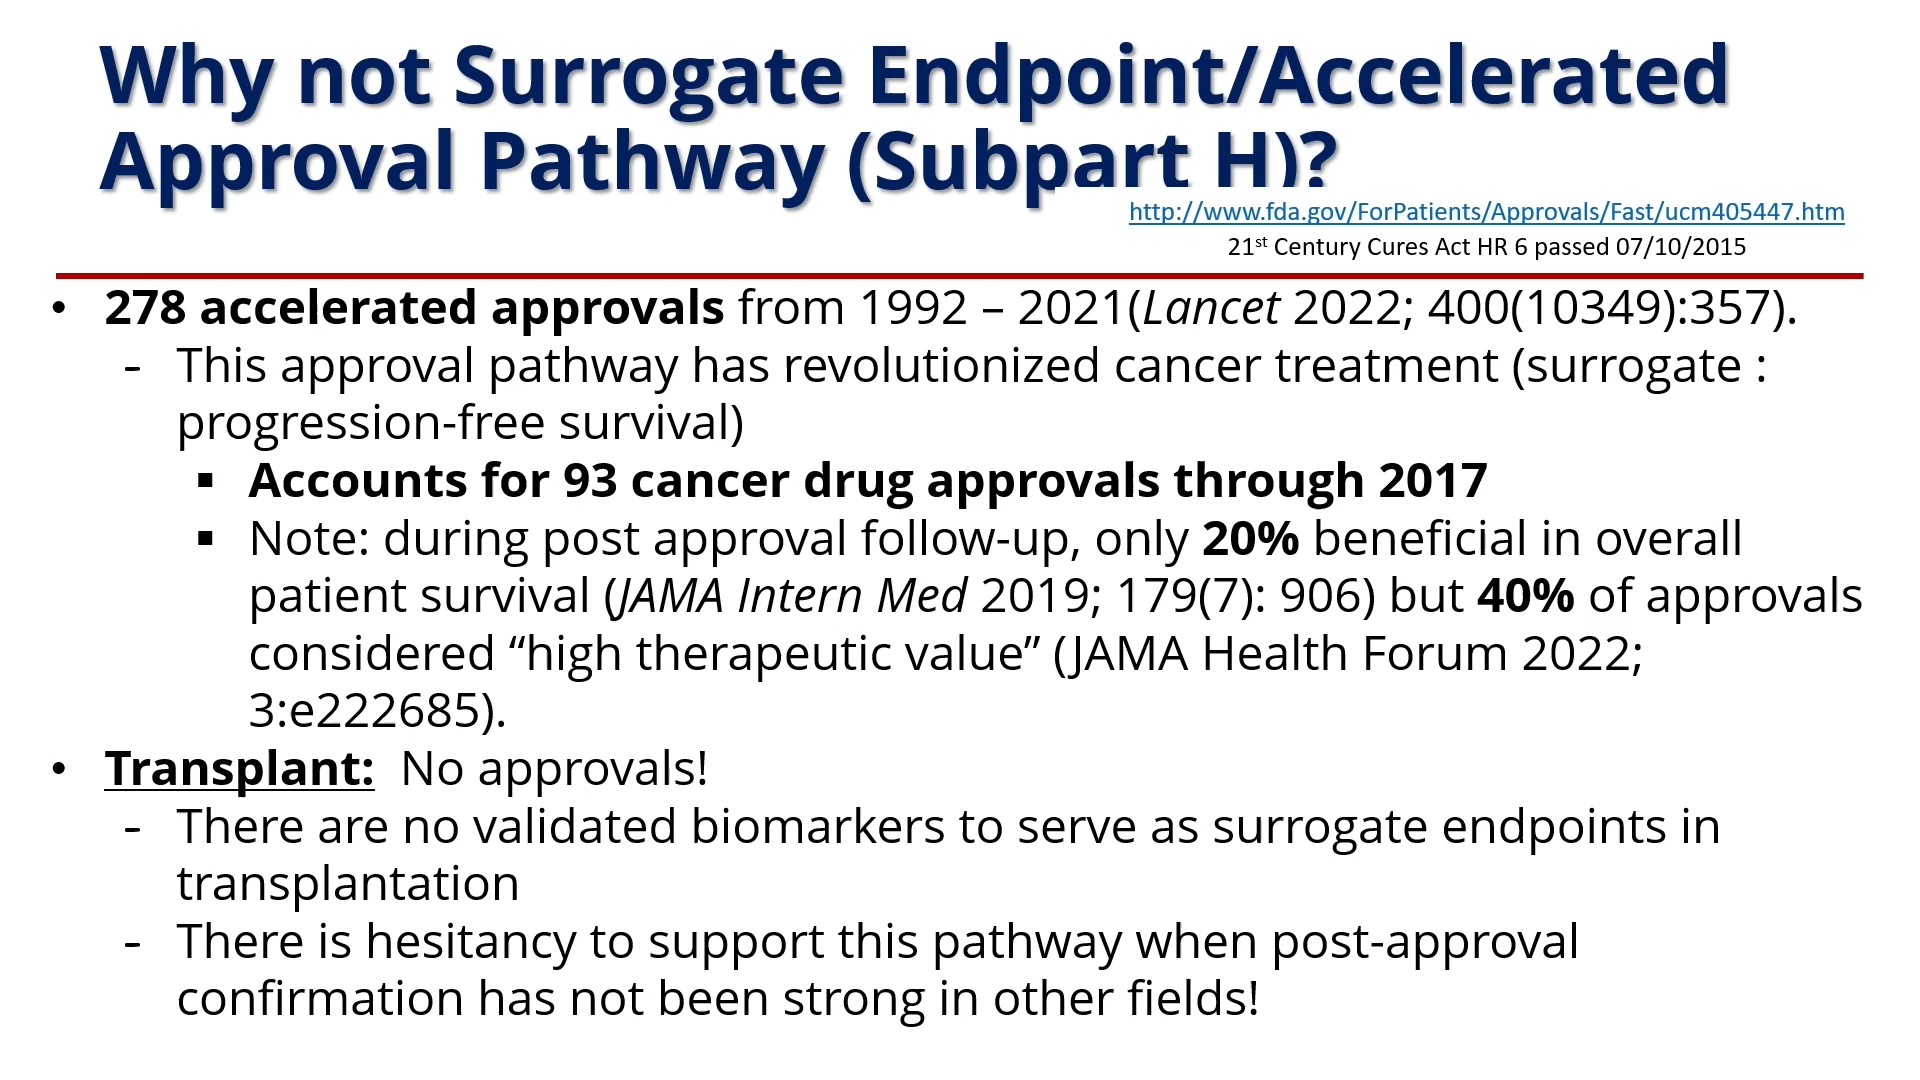 Why not Surrogate Endpoint/Accelerated
Approval Pathway (Subpart H)?
http://www.fda.gov/ForPatients/Approvals/Fast/ucm405447.htm
21st Century Cures Act HR 6 passed 07/10/2015
• 278 accelerated approvals from 1992 – 2021(Lancet 2022; 400(10349):357).
- This approval pathway has revolutionized cancer treatment (surrogate :
progression-free survival)
▪ Accounts for 93 cancer drug approvals through 2017
▪ Note: during post approval follow-up, only 20% beneficial in overall
patient survival (JAMA Intern Med 2019; 179(7): 906) but 40% of approvals
considered “high therapeutic value” (JAMA Health Forum 2022;
3:e222685).
• Transplant: No approvals!
- There are no validated biomarkers to serve as surrogate endpoints in
transplantation
- There is hesitancy to support this pathway when post-approval
confirmation has not been strong in other fields!